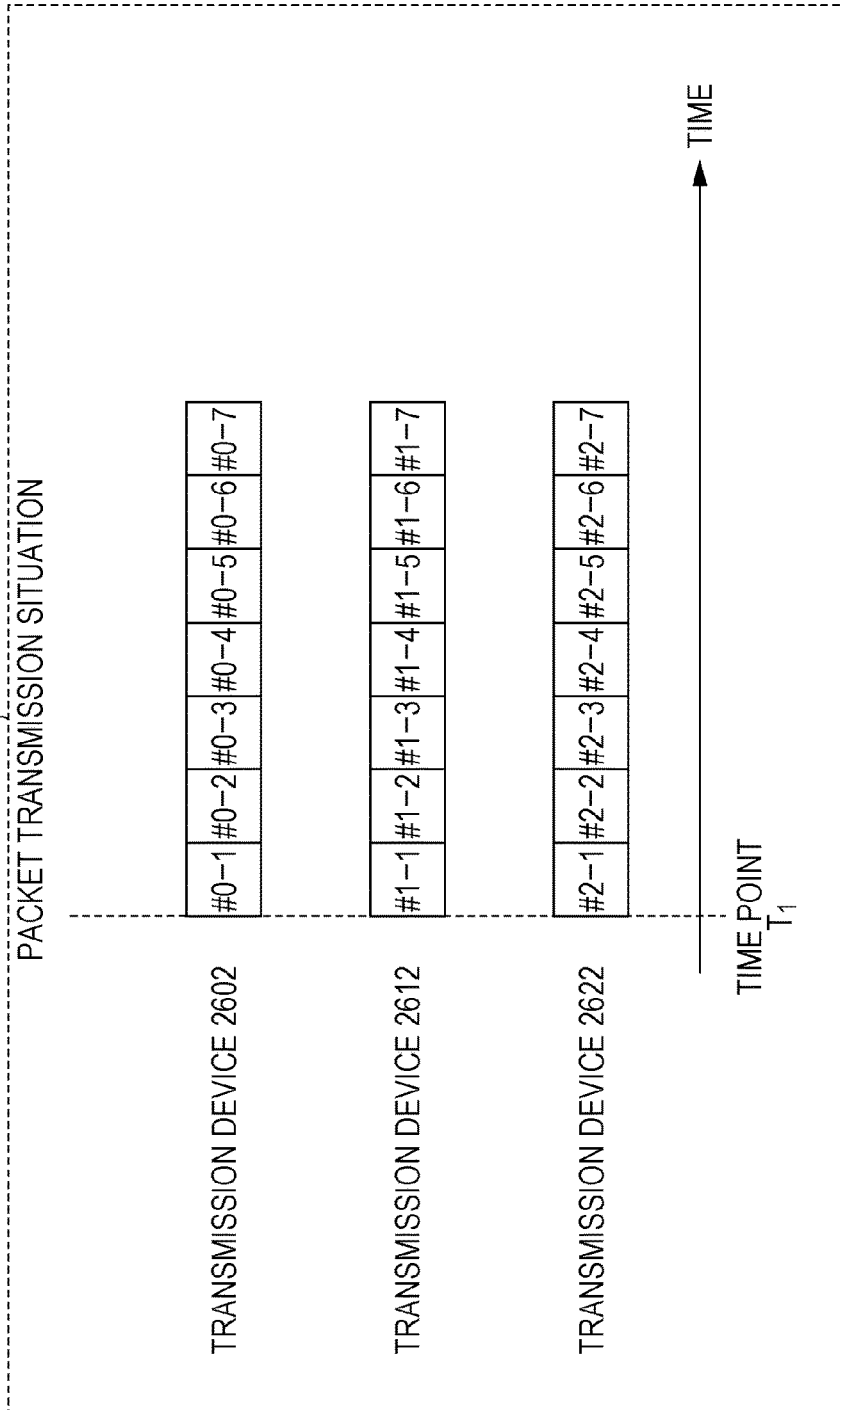 PACKET TRANSMISSION SITUATION
TRANSMISSION DEVICE 2602
#0-1 #0-2 #0-3 #0-4 #0-5 #0-6 #0-7
TRANSMISSION DEVICE 2612
#1-1 #1-2 #1-3 #1-4 #1-5 #1-6 #1-7
TRANSMISSION DEVICE 2622
#2-1 #2-2 #2-3 #2-4 #2-5 #2-6 #2-7
TIME
TIME POINT
T1